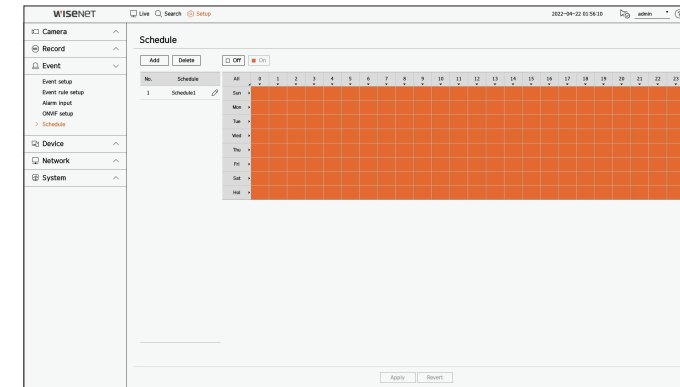 WISENET
Live Search Setup
2022-04-22 01:56:10 admin
Camera
Record
Event
Event setup
Event rule setup
Alarm input
ONVIF setup
> Schedule
Device
Network
System
Schedule
Add Delete Off On
No. Schedule
1 Schedule1
All 0 1 2 3 4 5 6 7 8 9 10 11 12 13 14 15 16 17 18 19 20 21 22 23
Sun
Mon
Tue
Wed
Thu
Fri
Sat
Hol
Apply Revert